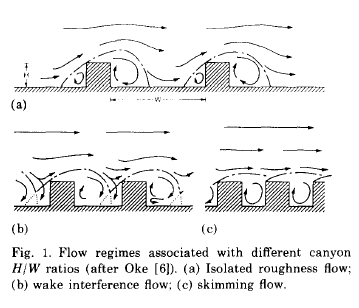 H
W
(a)
(b)
(c)
Fig. 1. Flow regimes associated with different canyon
H/W ratios (after Oke [6]). (a) Isolated roughness flow;
(b) wake interference flow; (c) skimming flow.